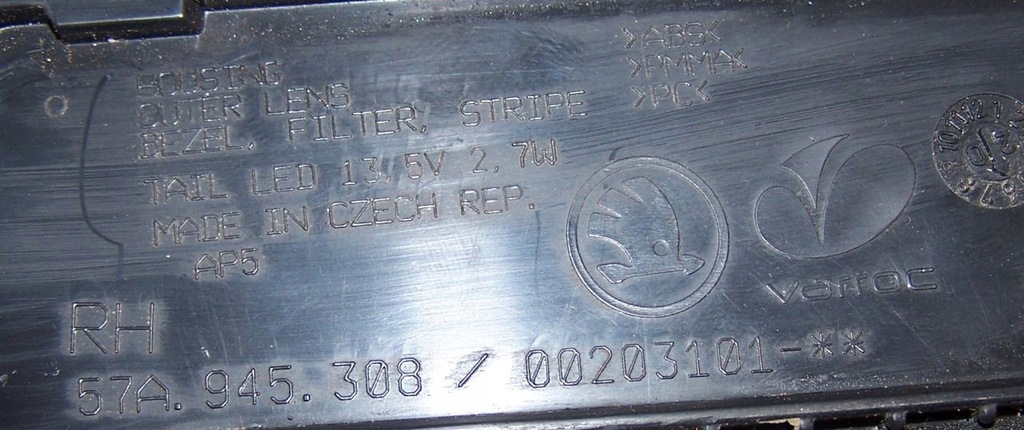 HOUSING >ABS<
OUTER LENS >PMMA<
BEZEL, FILTER, STRIPE >PC<
TAIL LED 13,5V 2,7W
MADE IN CZECH REP.
AP5
varroc
RH
57A.945.308 / 00203101-**